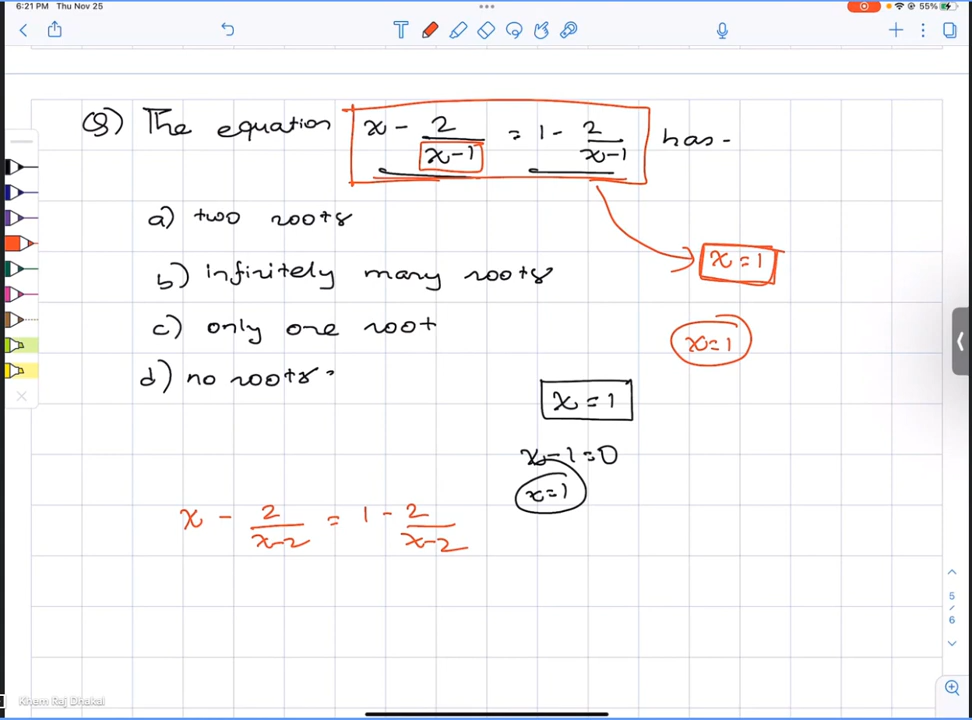 6:21 PM Thu Nov 25
55%
Q) The equation x - 2/(x-1) = 1 - 2/(x-1) has -
a) two roots
x = 1
b) infinitely many roots
c) only one root
x=1
d) no roots -
x = 1
x-1=0
x=1
x - 2/(x-2) = 1 - 2/(x-2)
5
/
6
Khem Raj Dhakal